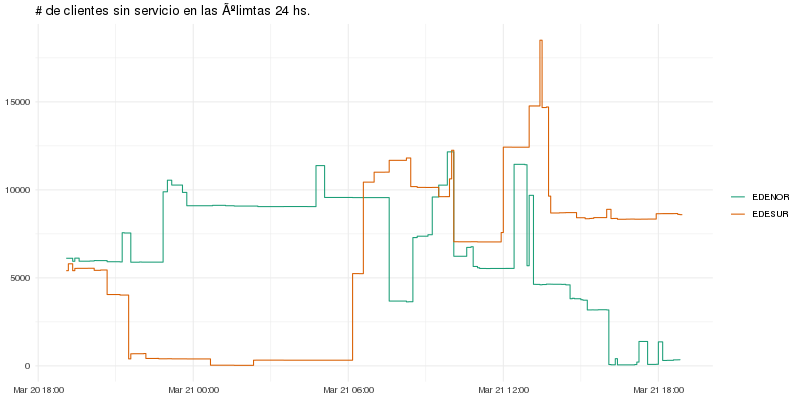 # de clientes sin servicio en las Ãºlimtas 24 hs.
15000
10000
5000
0
Mar 20 18:00 Mar 21 00:00 Mar 21 06:00 Mar 21 12:00 Mar 21 18:00
EDENOR
EDESUR